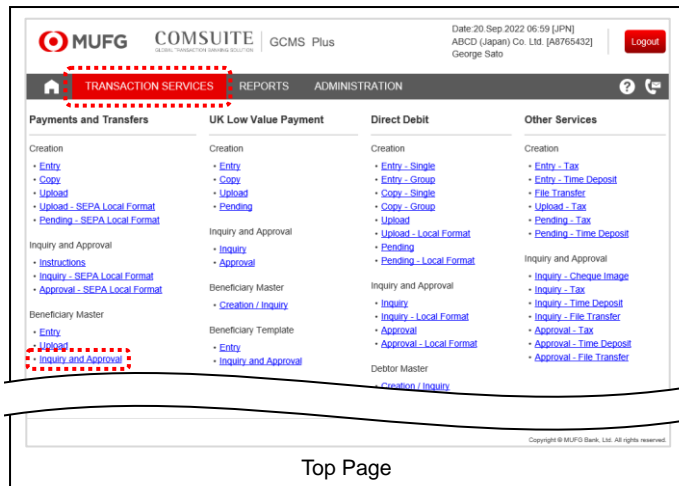 MUFG COMSUITE GCMS Plus
GLOBAL TRANSACTION BANKING SOLUTION
Date:20.Sep.2022 06:59 [JPN]
ABCD (Japan) Co. Ltd. [A8765432]
George Sato
Logout
TRANSACTION SERVICES REPORTS ADMINISTRATION
Payments and Transfers
Creation
・Entry
・Copy
・Upload
・Upload - SEPA Local Format
・Pending - SEPA Local Format
Inquiry and Approval
・Instructions
・Inquiry - SEPA Local Format
・Approval - SEPA Local Format
Beneficiary Master
・Entry
・Upload
・Inquiry and Approval
UK Low Value Payment
Creation
・Entry
・Copy
・Upload
・Pending
Inquiry and Approval
・Inquiry
・Approval
Beneficiary Master
・Creation / Inquiry
Beneficiary Template
・Entry
・Inquiry and Approval
Direct Debit
Creation
・Entry - Single
・Entry - Group
・Copy - Single
・Copy - Group
・Upload
・Upload - Local Format
・Pending
・Pending - Local Format
Inquiry and Approval
・Inquiry
・Inquiry - Local Format
・Approval
・Approval - Local Format
Debtor Master
・Creation / Inquiry
Other Services
Creation
・Entry - Tax
・Entry - Time Deposit
・File Transfer
・Upload - Tax
・Pending - Tax
・Pending - Time Deposit
Inquiry and Approval
・Inquiry - Cheque Image
・Inquiry - Tax
・Inquiry - Time Deposit
・Inquiry - File Transfer
・Approval - Tax
・Approval - Time Deposit
・Approval - File Transfer
Copyright © MUFG Bank, Ltd. All rights reserved.
Top Page